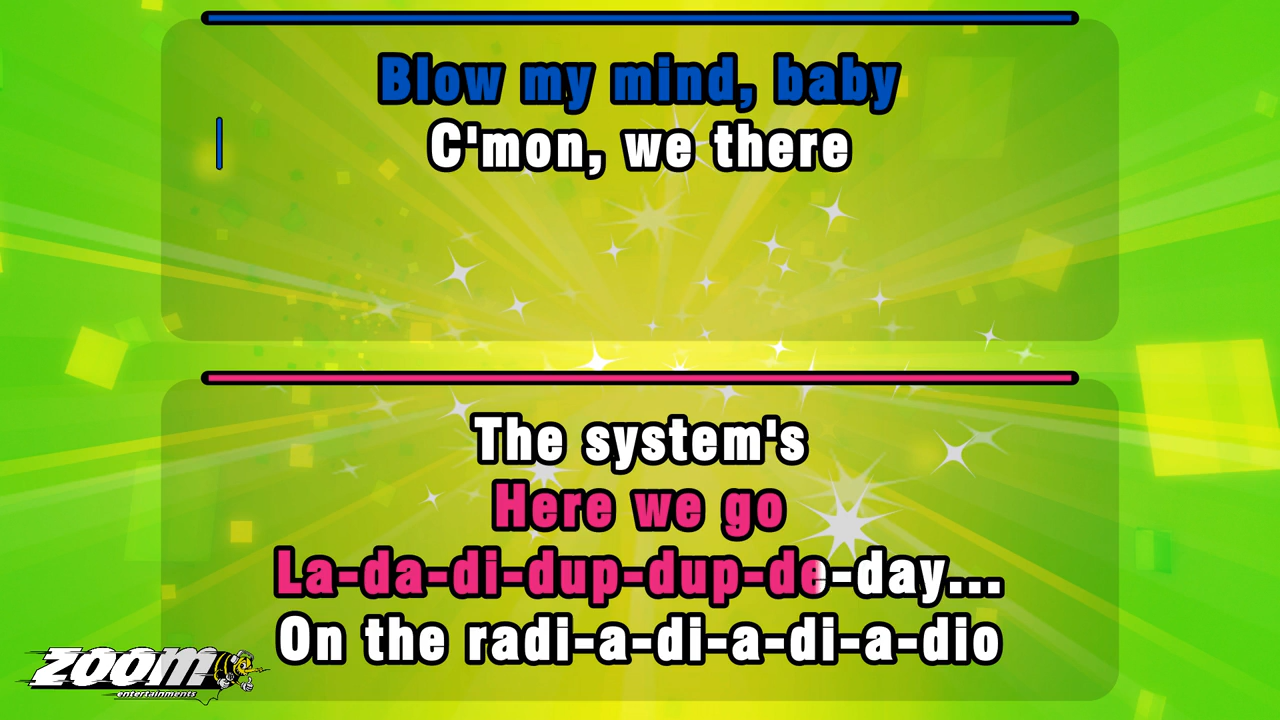 Blow my mind, baby
C'mon, we there
The system's
Here we go
La-da-di-dup-dup-de-day...
On the radi-a-di-a-di-a-dio
ZOOM
entertainments